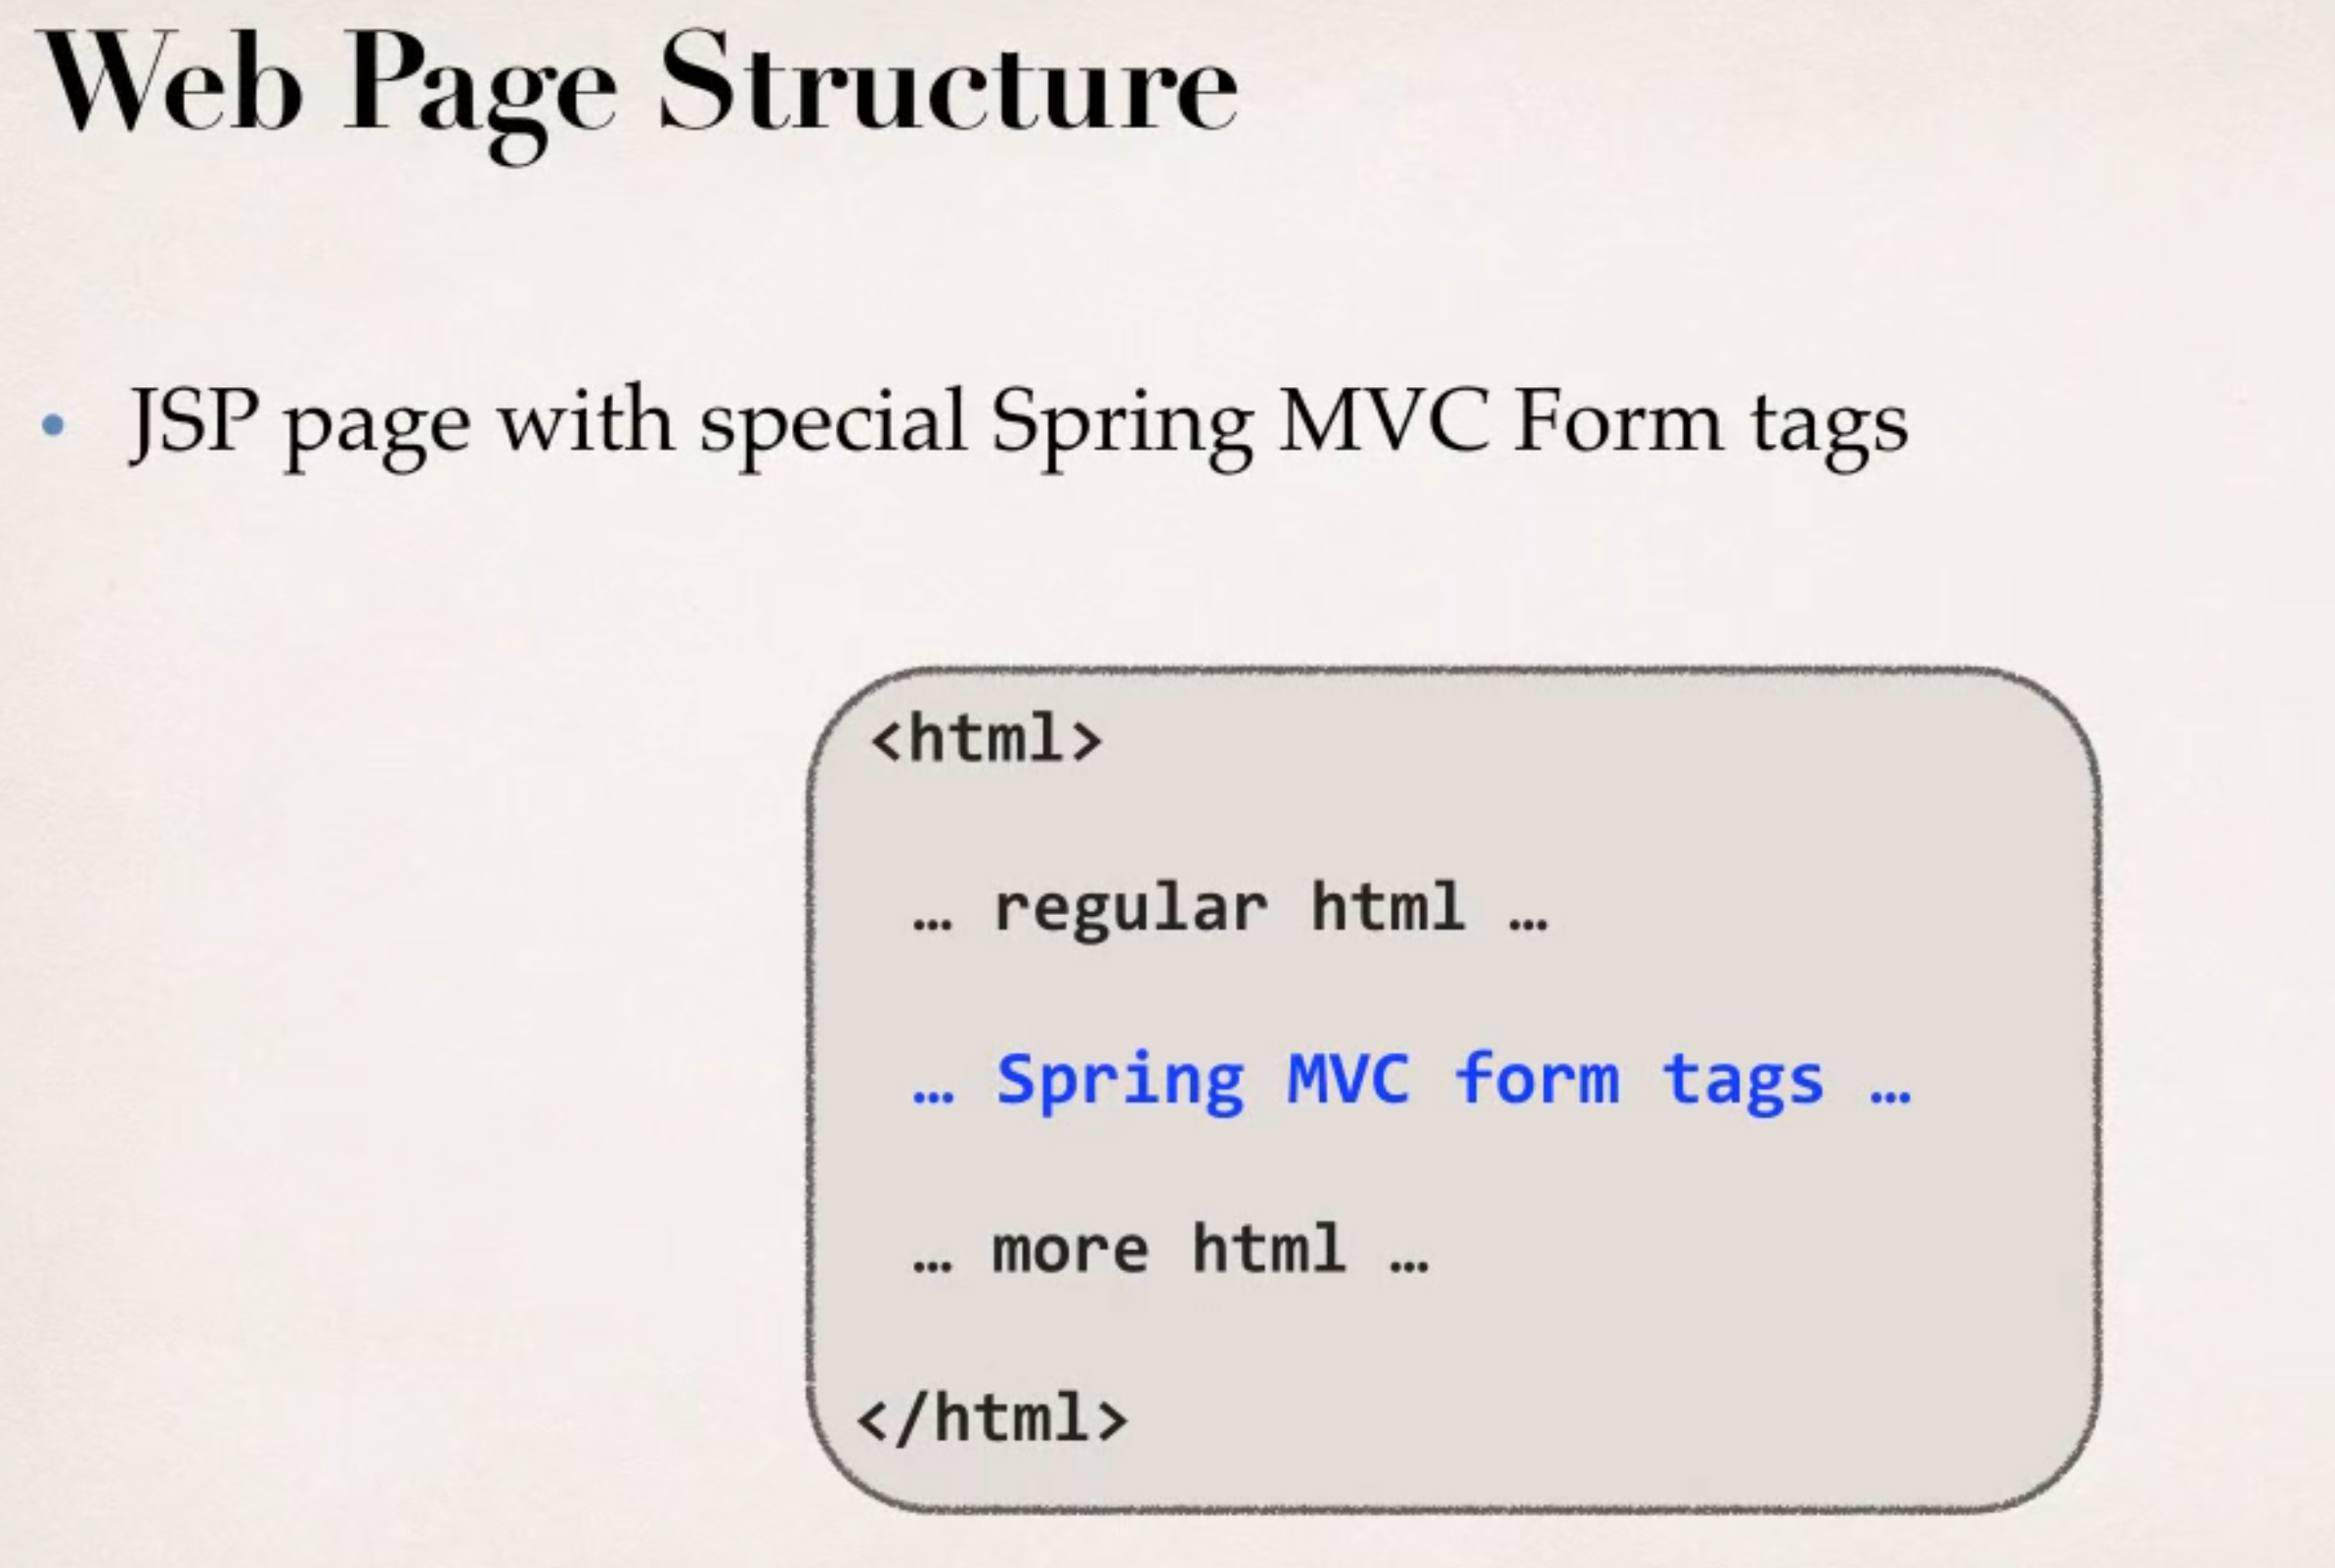 Web Page Structure
• JSP page with special Spring MVC Form tags
<html>
… regular html …
… Spring MVC form tags …
… more html …
</html>